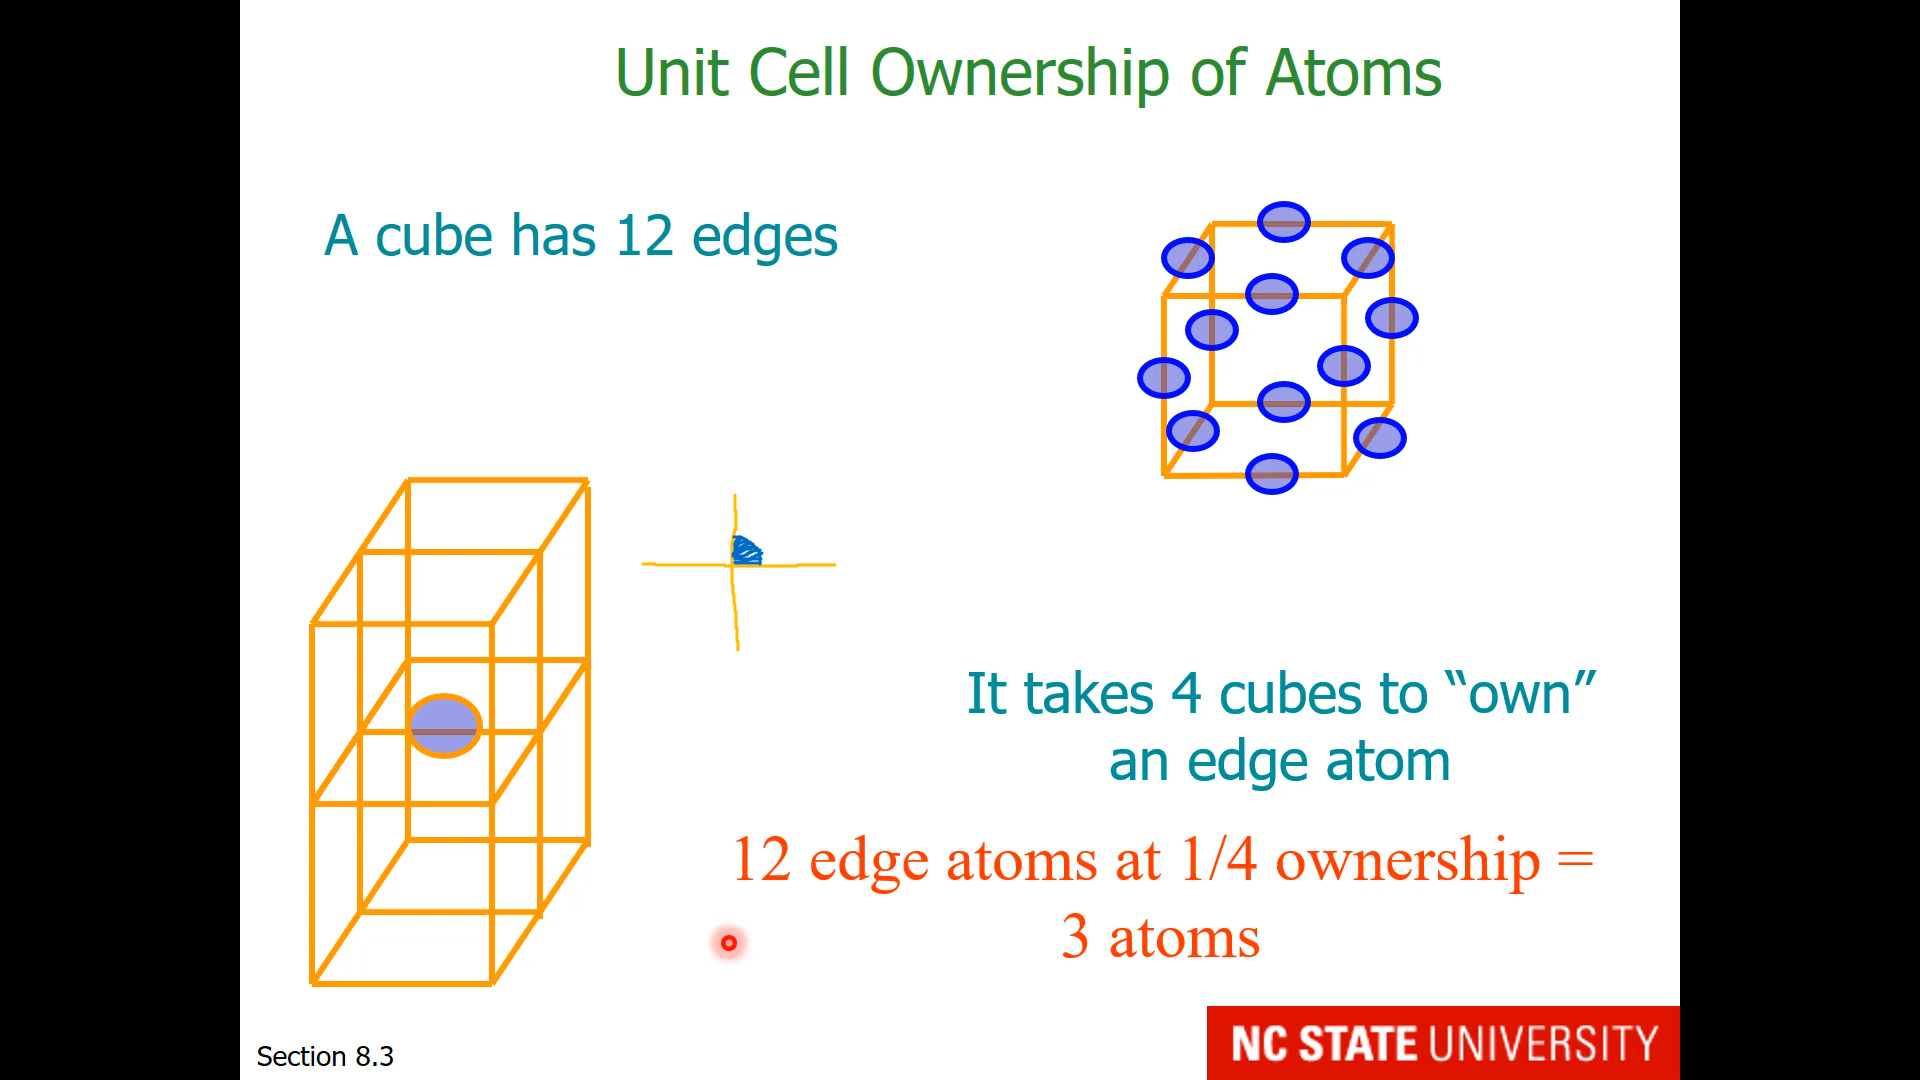 Unit Cell Ownership of Atoms
A cube has 12 edges
It takes 4 cubes to “own”
an edge atom
12 edge atoms at 1/4 ownership =
3 atoms
Section 8.3
NC STATE UNIVERSITY